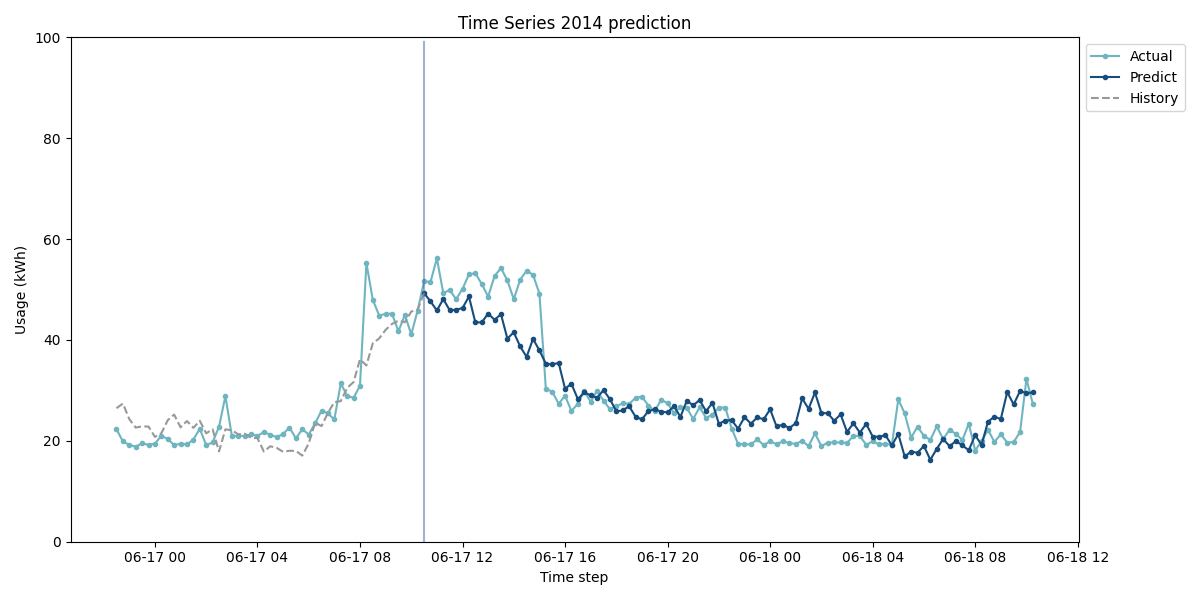 Time Series 2014 prediction
100
80
60
40
20
0
Usage (kWh)
06-17 00
06-17 04
06-17 08
06-17 12
06-17 16
06-17 20
06-18 00
06-18 04
06-18 08
06-18 12
Time step
Actual
Predict
History